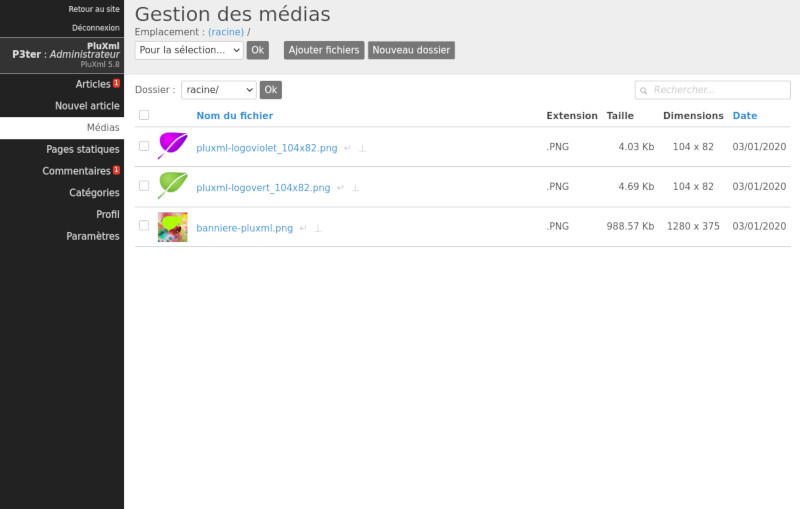 Retour au site
Déconnexion
PluXml
P3ter : Administrateur
PluXml 5.8
Articles 1
Nouvel article
Médias
Pages statiques
Commentaires 1
Catégories
Profil
Paramètres
Gestion des médias
Emplacement : (racine) /
Pour la sélection... Ok Ajouter fichiers Nouveau dossier
Dossier : racine/ Ok Rechercher...
Nom du fichier Extension Taille Dimensions Date
pluxml-logoviolet_104x82.png .PNG 4.03 Kb 104 x 82 03/01/2020
pluxml-logovert_104x82.png .PNG 4.69 Kb 104 x 82 03/01/2020
banniere-pluxml.png .PNG 988.57 Kb 1280 x 375 03/01/2020